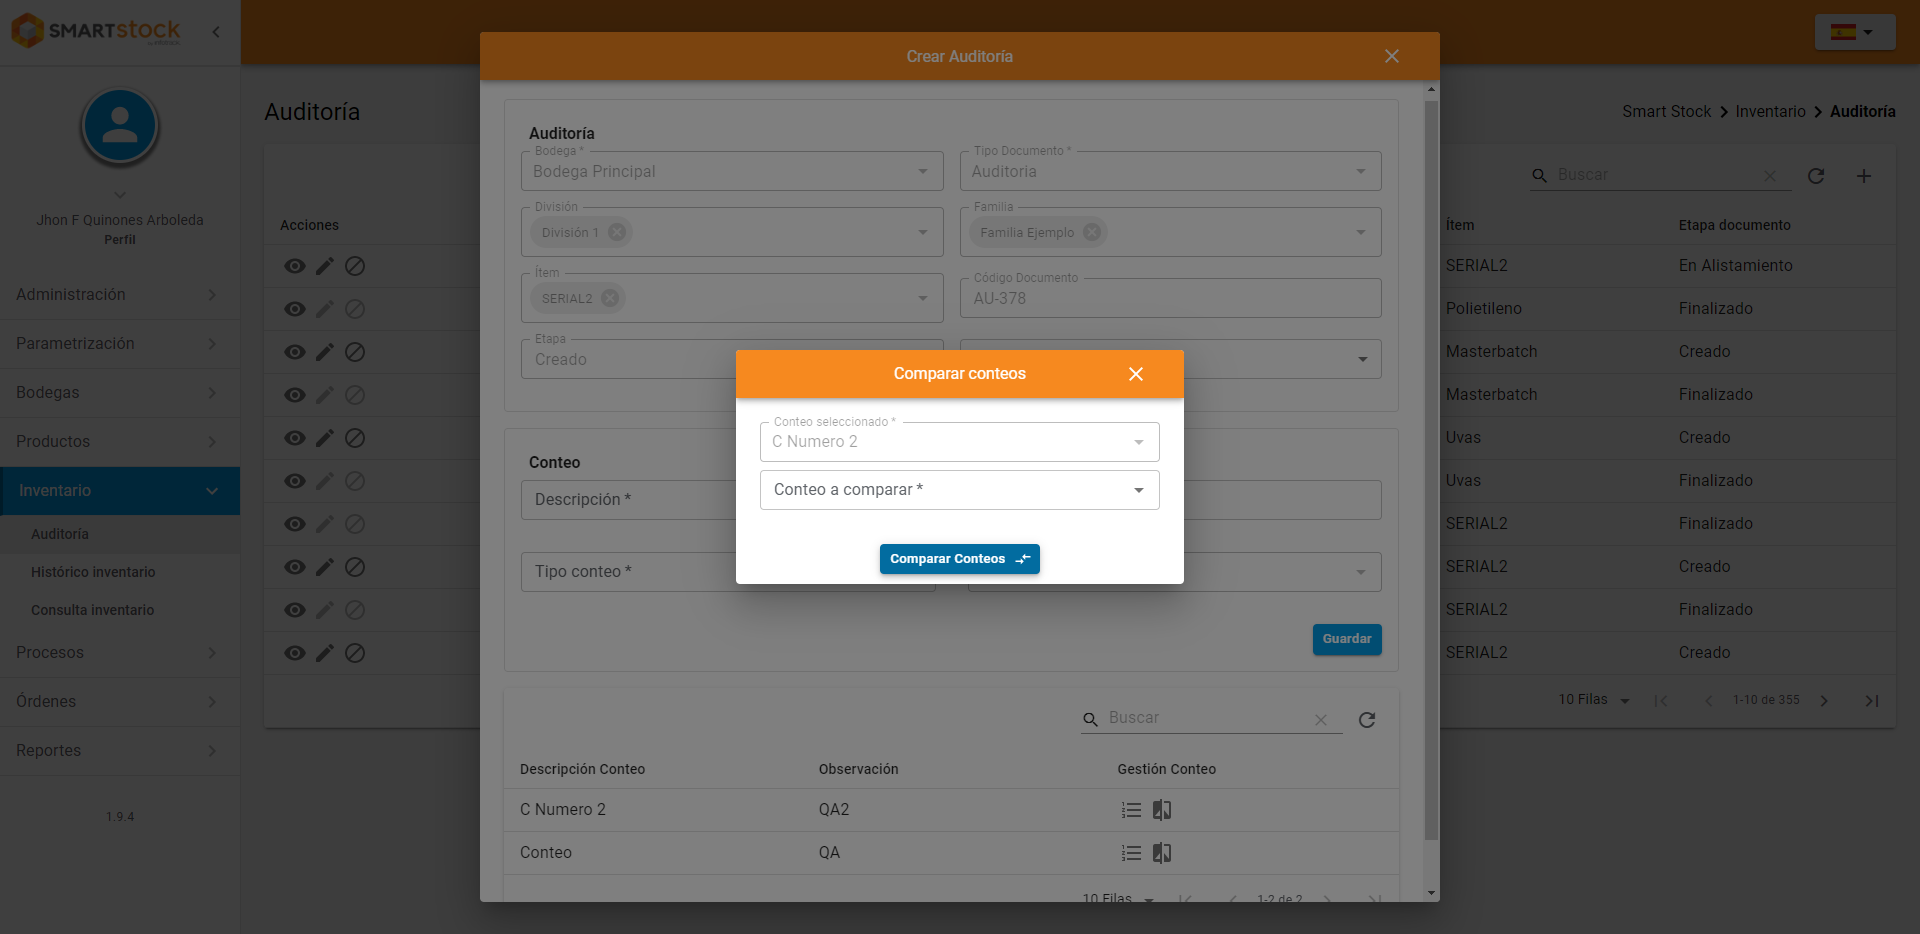 SMARTstock
Crear Auditoría
Auditoría
Smart Stock
Inventario
Auditoría
Jhon F Quinones Arboleda
Perfil
Administración
Parametrización
Bodegas
Productos
Inventario
Auditoría
Histórico inventario
Consulta inventario
Procesos
Órdenes
Reportes
1.9.4
Acciones
Buscar
Ítem
Etapa documento
SERIAL2
En Alistamiento
Polietileno
Finalizado
Masterbatch
Creado
Masterbatch
Finalizado
Uvas
Creado
Uvas
Finalizado
SERIAL2
Finalizado
SERIAL2
Creado
SERIAL2
Finalizado
SERIAL2
Creado
10 Filas
1-10 de 355
Auditoría
Bodega *
Bodega Principal
Tipo Documento *
Auditoria
División
División 1
Familia
Familia Ejemplo
Ítem
SERIAL2
Código Documento
AU-378
Etapa
Creado
Comparar conteos
Conteo seleccionado *
C Numero 2
Conteo a comparar *
Comparar Conteos
Conteo
Descripción *
Tipo conteo *
Guardar
Buscar
Descripción Conteo
Observación
Gestión Conteo
C Numero 2
QA2
Conteo
QA
10 Filas
1-2 de 2